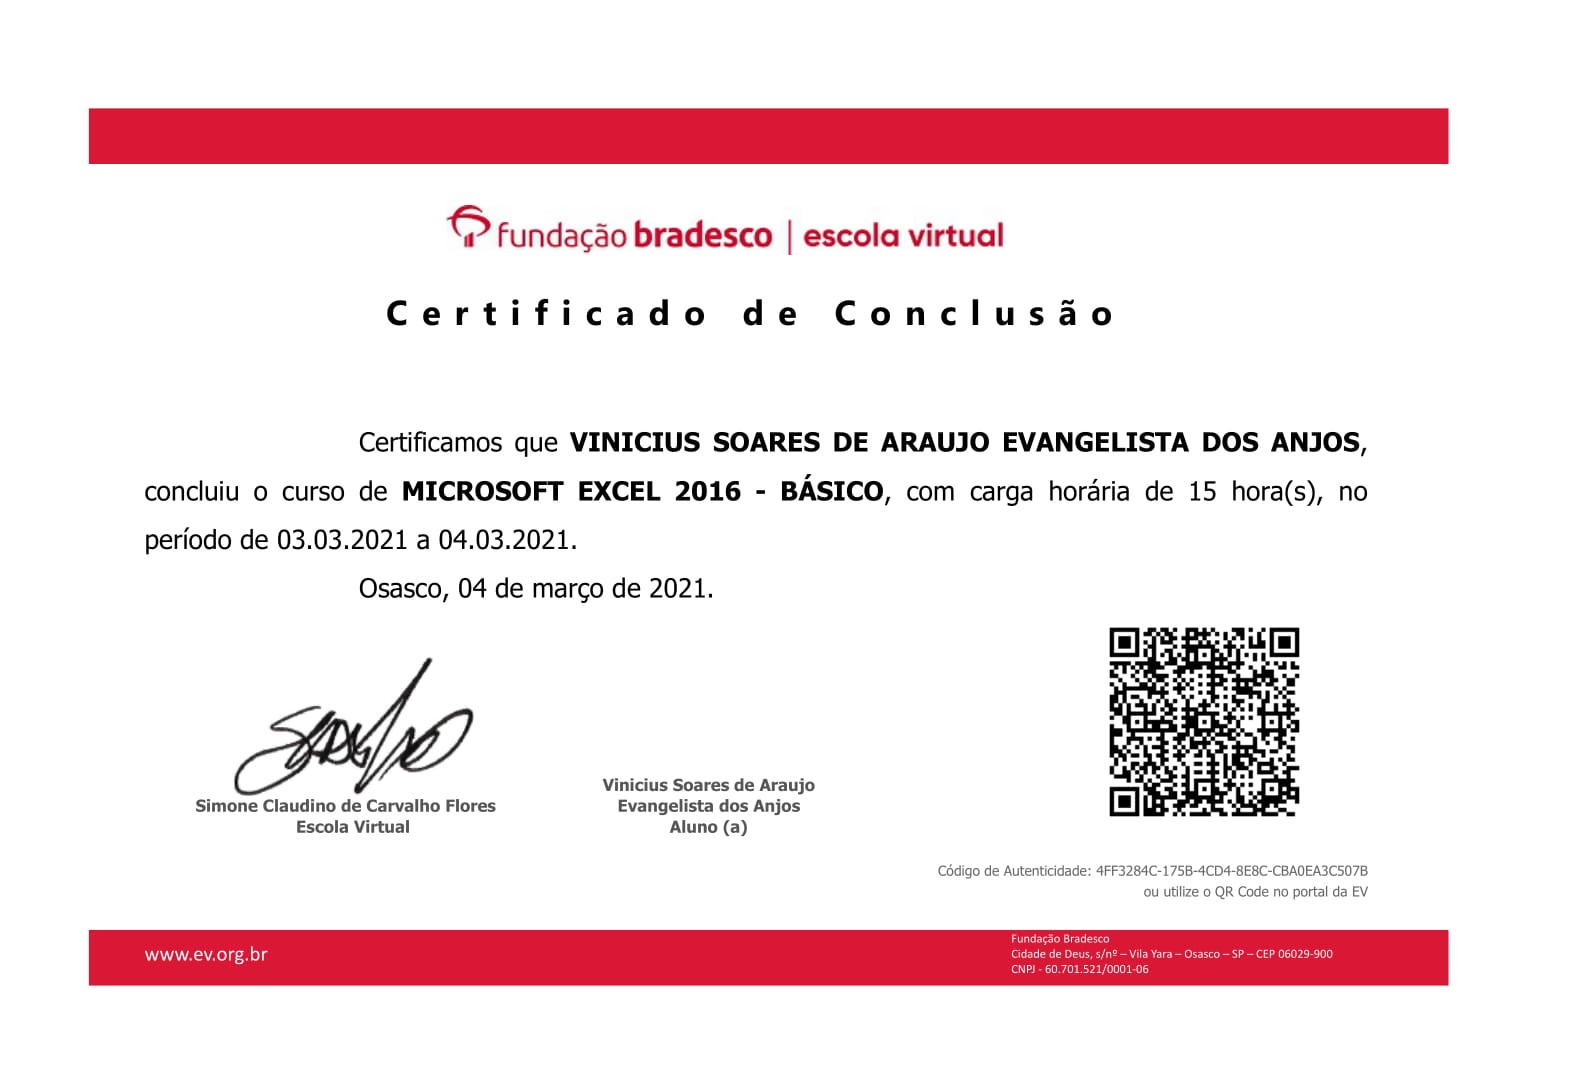 fundação bradesco | escola virtual
Certificado de Conclusão
Certificamos que VINICIUS SOARES DE ARAUJO EVANGELISTA DOS ANJOS,
concluiu o curso de MICROSOFT EXCEL 2016 - BÁSICO, com carga horária de 15 hora(s), no
período de 03.03.2021 a 04.03.2021.
Osasco, 04 de março de 2021.
Simone Claudino de Carvalho Flores
Escola Virtual
Vinicius Soares de Araujo
Evangelista dos Anjos
Aluno (a)
Código de Autenticidade: 4FF3284C-175B-4CD4-8E8C-CBA0EA3C507B
ou utilize o QR Code no portal da EV
www.ev.org.br
Fundação Bradesco
Cidade de Deus, s/nº – Vila Yara – Osasco – SP – CEP 06029-900
CNPJ - 60.701.521/0001-06